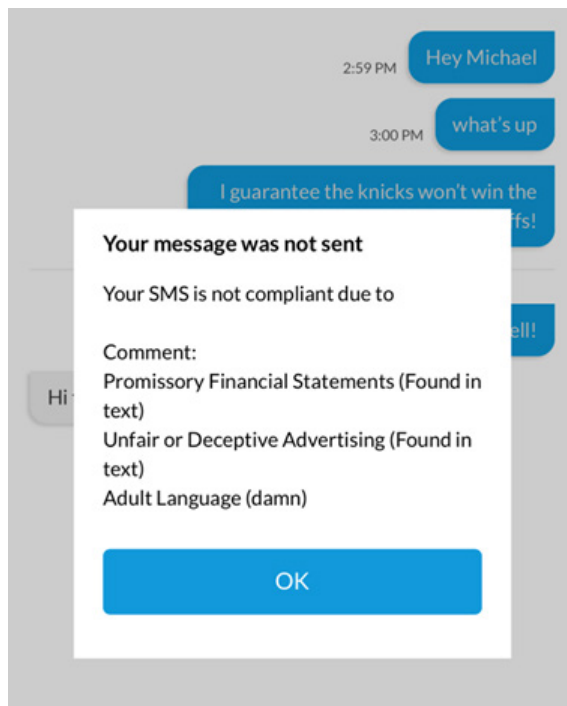 Hey Michael
2:59 PM
what's up
3:00 PM
I guarantee the knicks won't win the
ffs!
Your message was not sent
Your SMS is not compliant due to
ell!
Comment:
Promissory Financial Statements (Found in
Hi
text)
Unfair or Deceptive Advertising (Found in
text)
Adult Language (damn)
OK